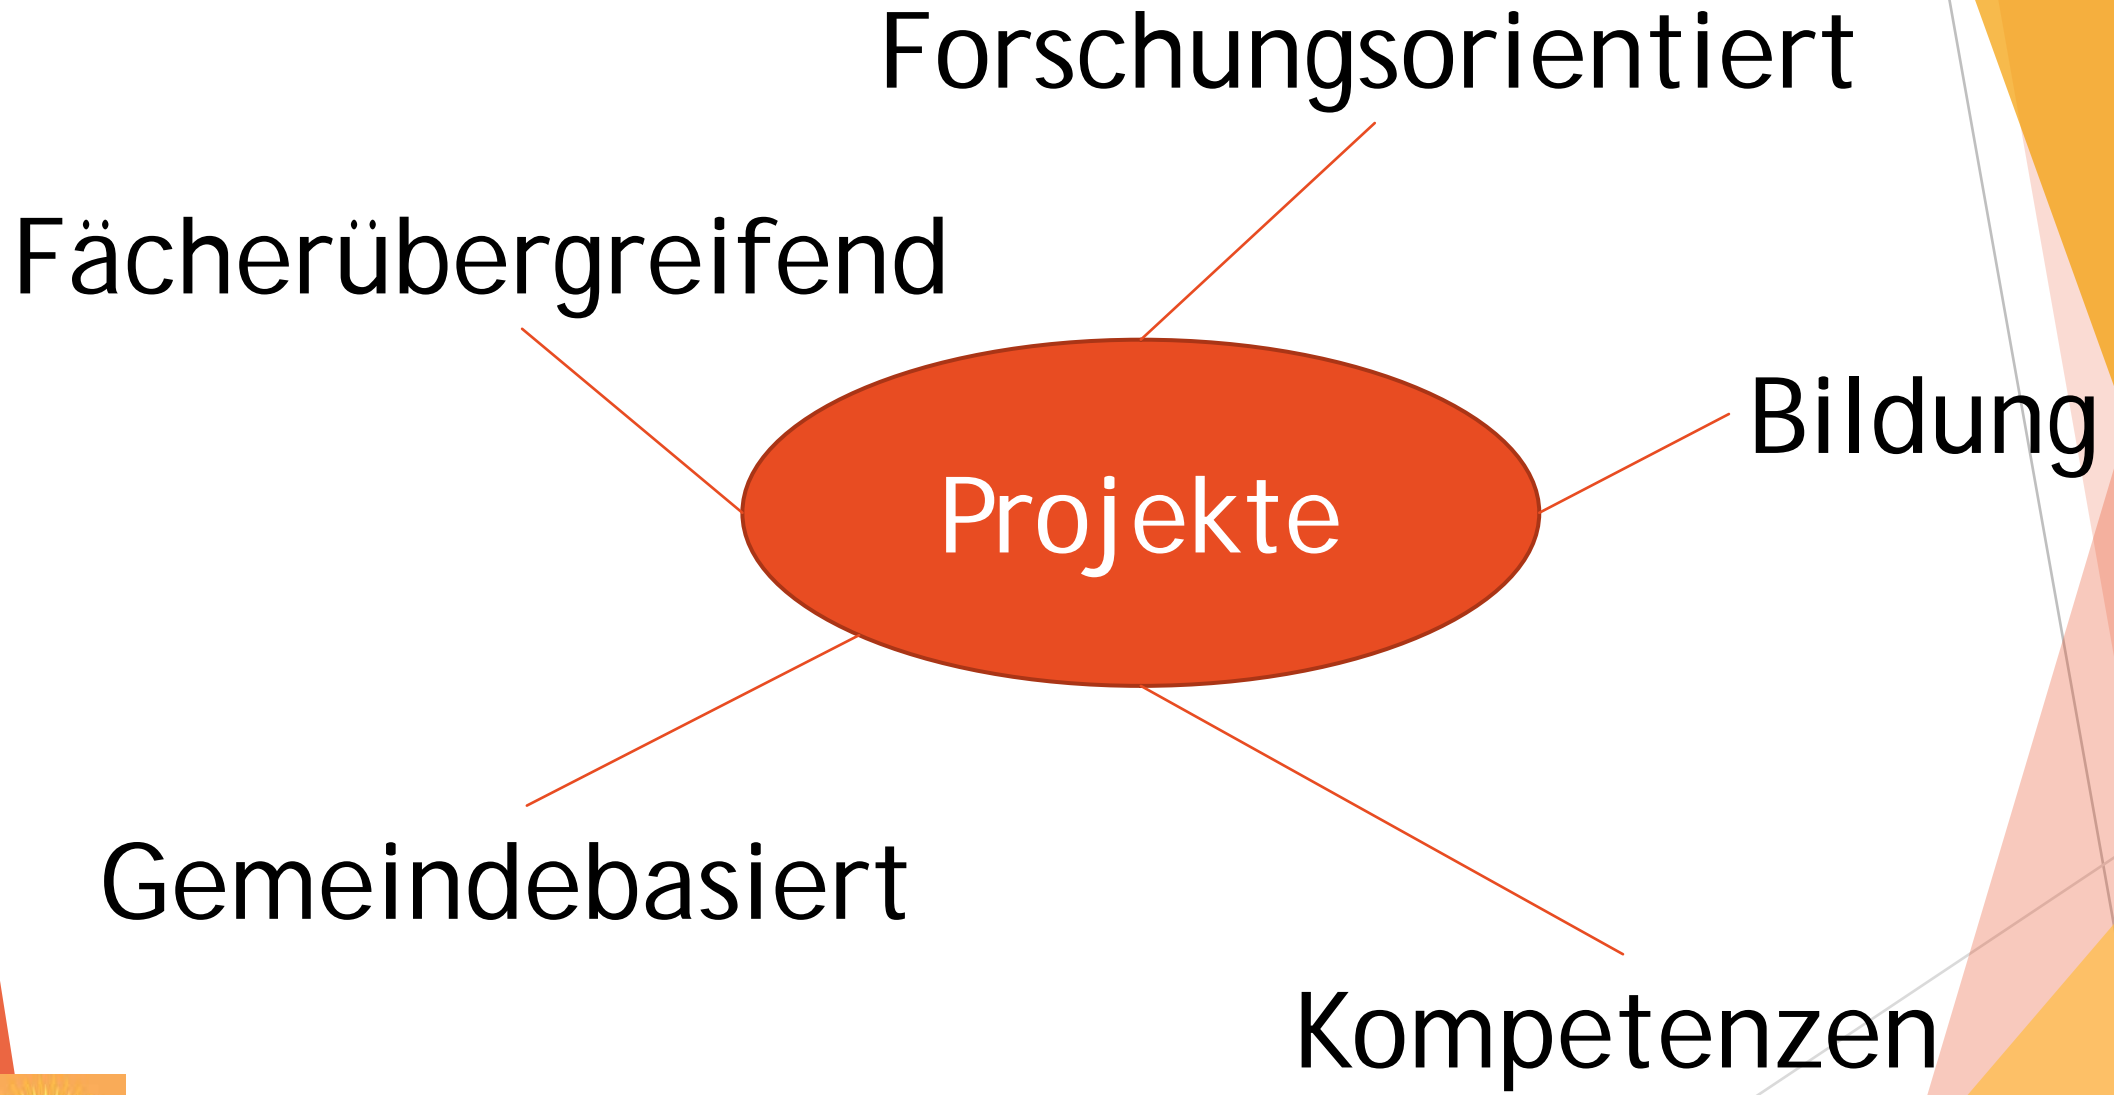 Forschungsorientiert
Fächerübergreifend
Bildung
Projekte
Gemeindebasiert
Kompetenzen